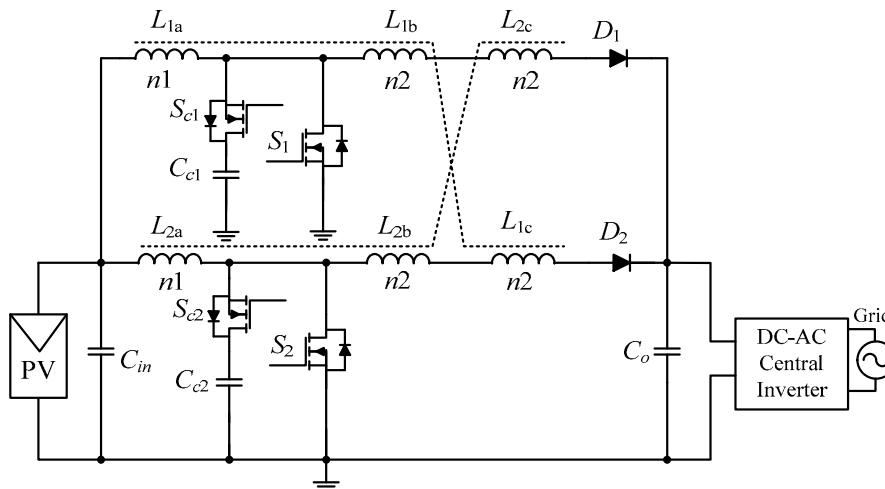 L1a L1b L2c D1
n1 n2 n2
Sc1
S1
Cc1
L2a L2b L1c D2
n1 n2 n2
Sc2
S2
PV Cin Cc2 Co
DC-AC
Central
Inverter
Grid